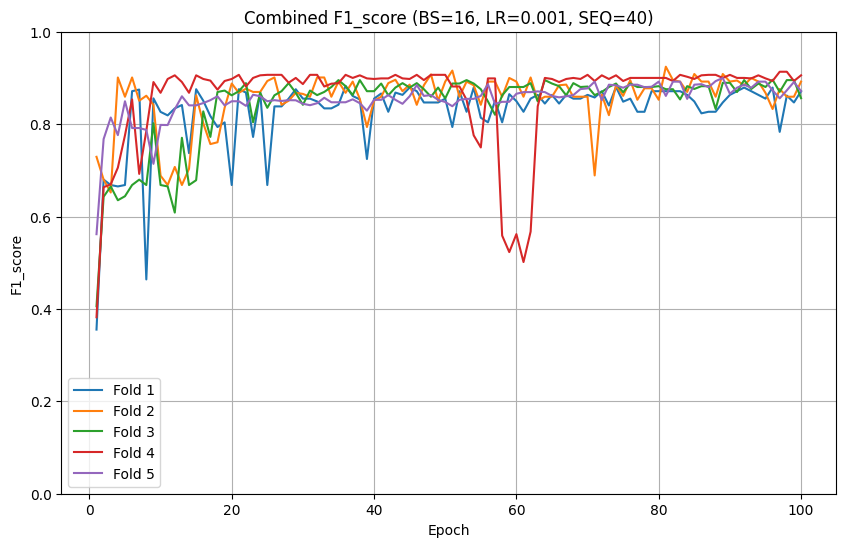 Combined F1_score (BS=16, LR=0.001, SEQ=40)
1.0
0.8
0.6
0.4
0.2
0.0
F1_score
Fold 1
Fold 2
Fold 3
Fold 4
Fold 5
0 20 40 60 80 100
Epoch